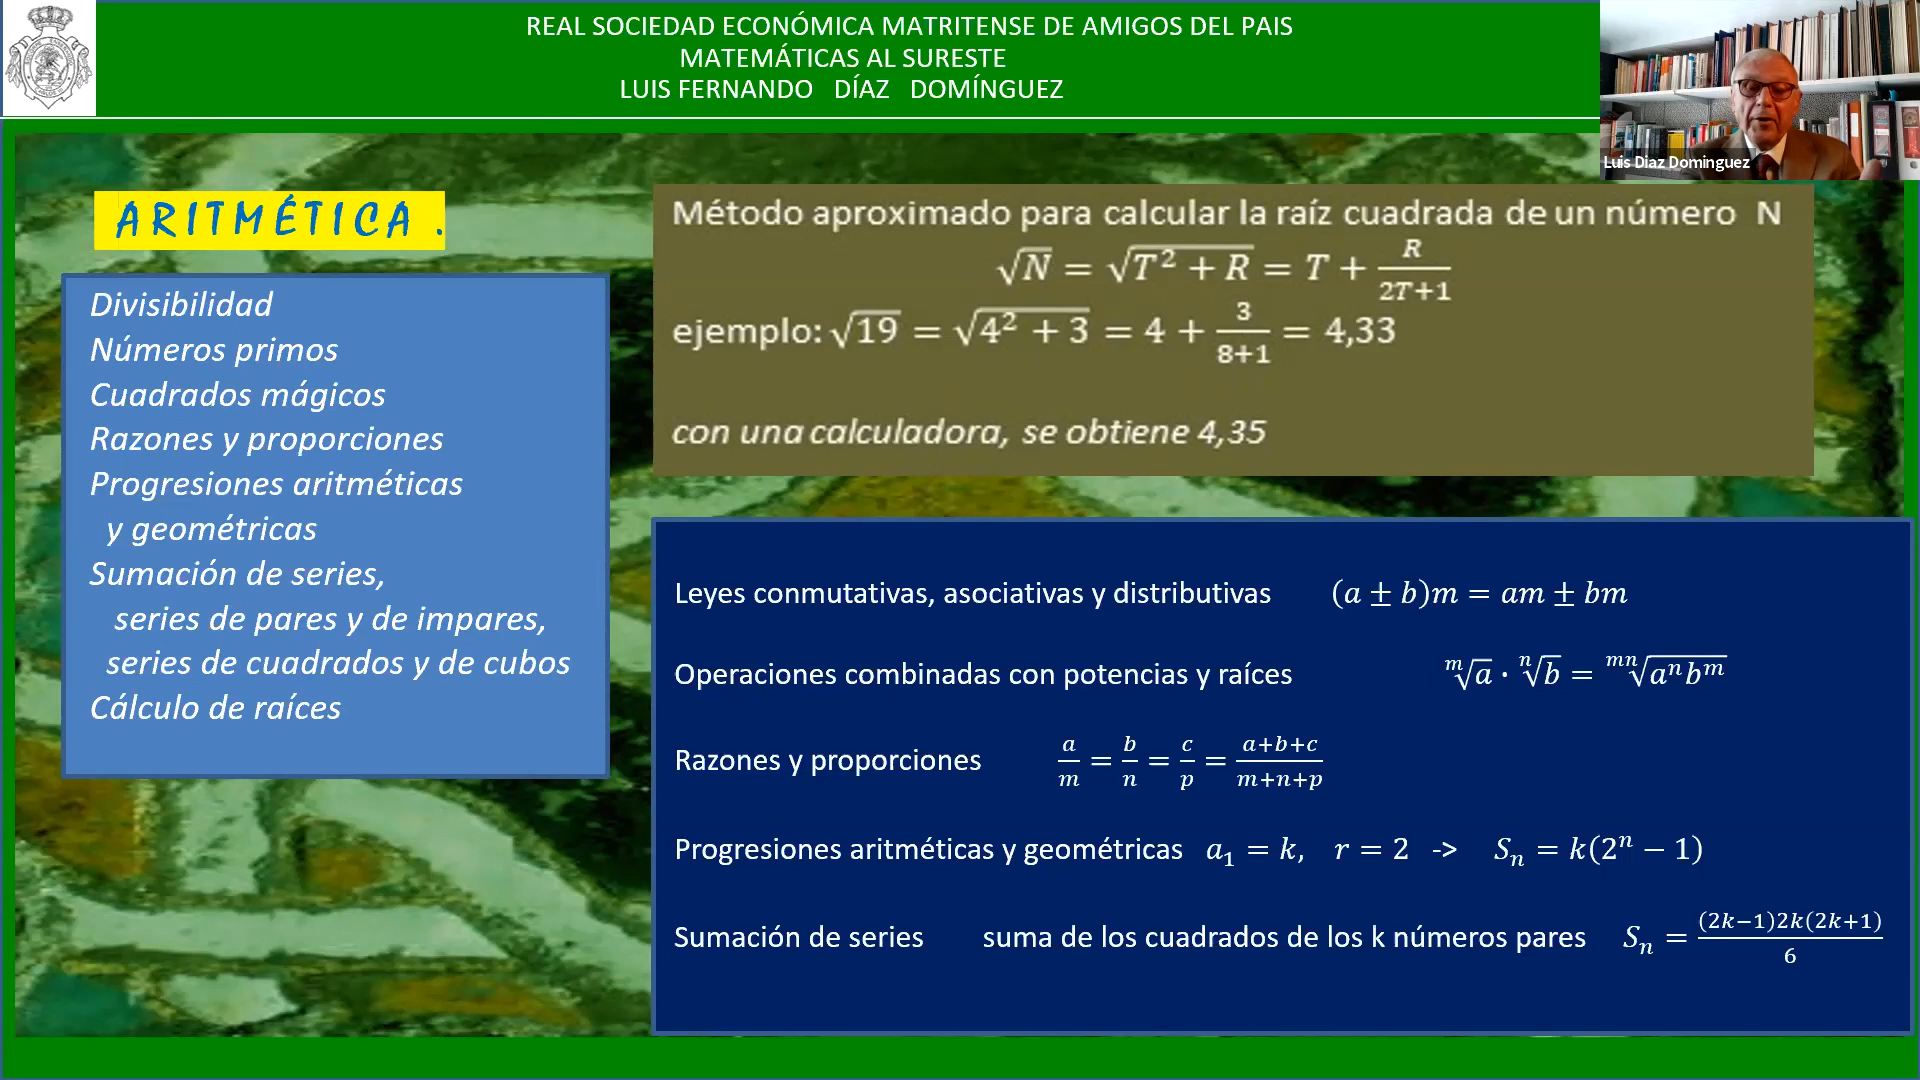 REAL SOCIEDAD ECONÓMICA MATRITENSE DE AMIGOS DEL PAIS
MATEMÁTICAS AL SURESTE
LUIS FERNANDO DÍAZ DOMÍNGUEZ
Luis Diaz Dominguez
ARITMÉTICA .
Divisibilidad
Números primos
Cuadrados mágicos
Razones y proporciones
Progresiones aritméticas
y geométricas
Sumación de series,
series de pares y de impares,
series de cuadrados y de cubos
Cálculo de raíces
Método aproximado para calcular la raíz cuadrada de un número N
√N = √(T² + R) = T + R/(2T+1)
ejemplo: √19 = √(4² + 3) = 4 + 3/(8+1) = 4,33
con una calculadora, se obtiene 4,35
Leyes conmutativas, asociativas y distributivas (a ± b)m = am ± bm
Operaciones combinadas con potencias y raíces ᵐ√a · ⁿ√b = ᵐⁿ√(aⁿbᵐ)
Razones y proporciones a/m = b/n = c/p = (a+b+c)/(m+n+p)
Progresiones aritméticas y geométricas a₁ = k, r = 2 -> Sₙ = k(2ⁿ − 1)
Sumación de series suma de los cuadrados de los k números pares Sₙ = (2k−1)2k(2k+1)/6